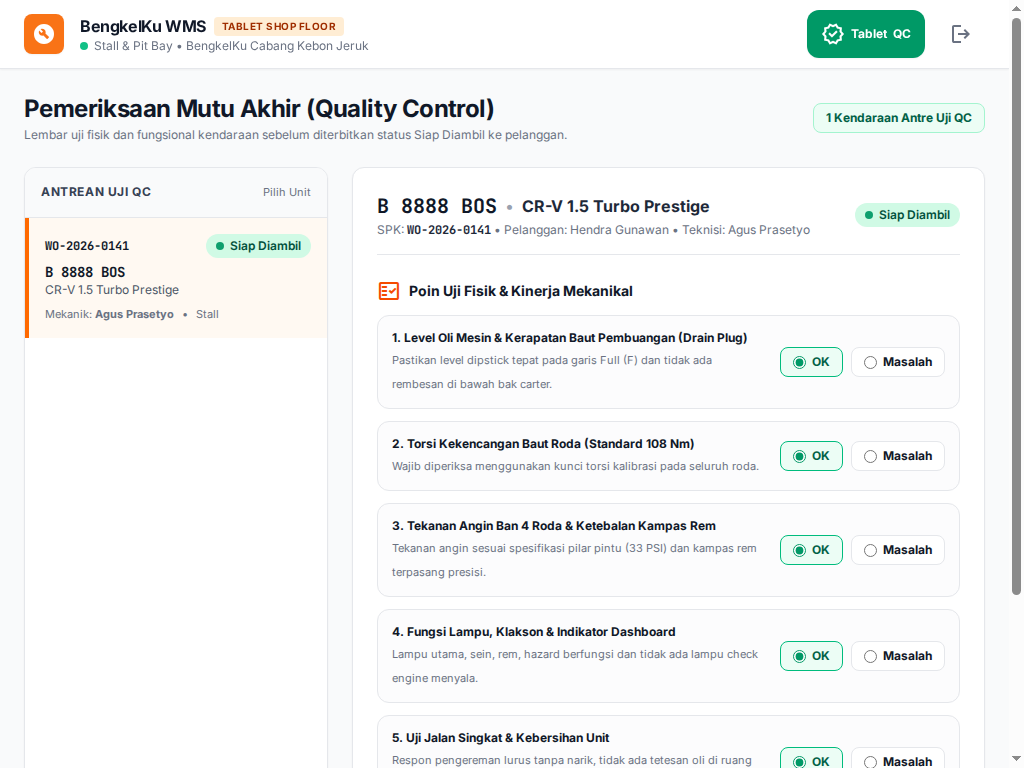 BengkelKu WMS TABLET SHOP FLOOR
Stall & Pit Bay • BengkelKu Cabang Kebon Jeruk
Tablet QC
Pemeriksaan Mutu Akhir (Quality Control)
Lembar uji fisik dan fungsional kendaraan sebelum diterbitkan status Siap Diambil ke pelanggan.
1 Kendaraan Antre Uji QC
ANTREAN UJI QC Pilih Unit
WO-2026-0141 Siap Diambil
B 8888 BOS
CR-V 1.5 Turbo Prestige
Mekanik: Agus Prasetyo • Stall
B 8888 BOS • CR-V 1.5 Turbo Prestige
SPK: WO-2026-0141 • Pelanggan: Hendra Gunawan • Teknisi: Agus Prasetyo
Siap Diambil
Poin Uji Fisik & Kinerja Mekanikal
1. Level Oli Mesin & Kerapatan Baut Pembuangan (Drain Plug)
Pastikan level dipstick tepat pada garis Full (F) dan tidak ada
rembesan di bawah bak carter.
OK Masalah
2. Torsi Kekencangan Baut Roda (Standard 108 Nm)
Wajib diperiksa menggunakan kunci torsi kalibrasi pada seluruh roda.
OK Masalah
3. Tekanan Angin Ban 4 Roda & Ketebalan Kampas Rem
Tekanan angin sesuai spesifikasi pilar pintu (33 PSI) dan kampas rem
terpasang presisi.
OK Masalah
4. Fungsi Lampu, Klakson & Indikator Dashboard
Lampu utama, sein, rem, hazard berfungsi dan tidak ada lampu check
engine menyala.
OK Masalah
5. Uji Jalan Singkat & Kebersihan Unit
Respon pengereman lurus tanpa narik, tidak ada tetesan oli di ruang
OK Masalah